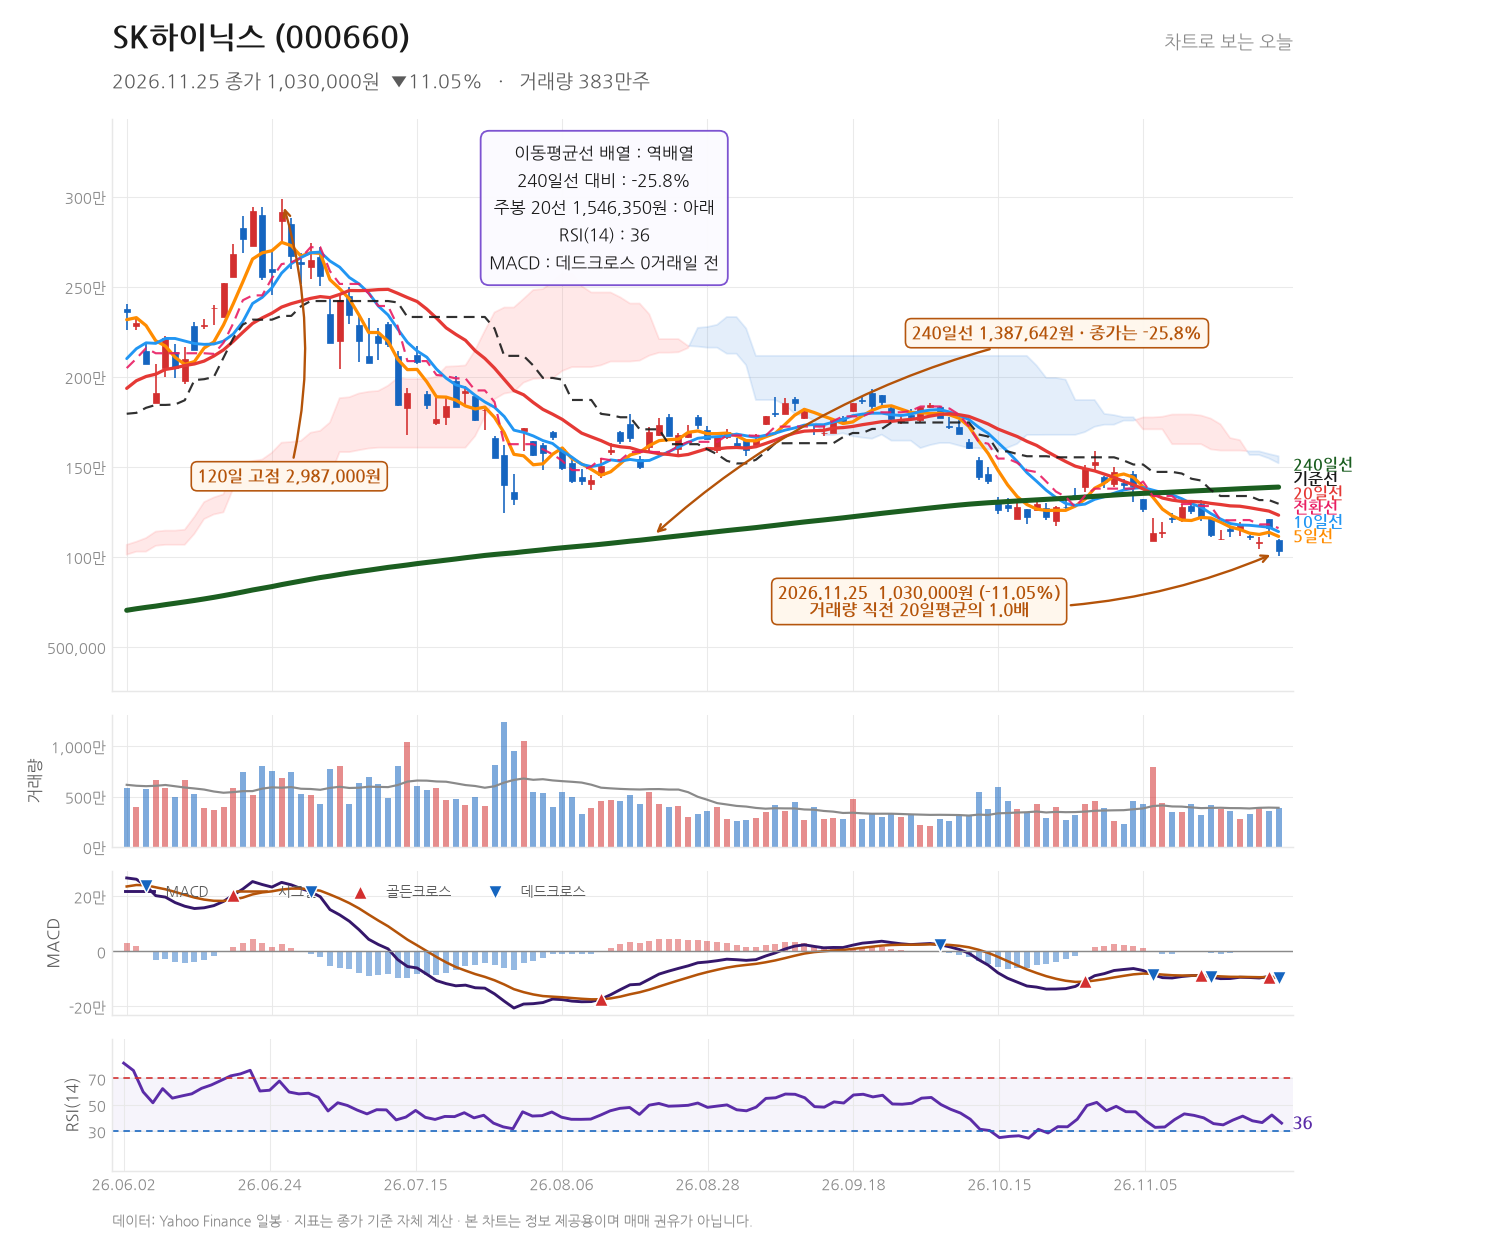 SK하이닉스 (000660)
차트로 보는 오늘
2026.11.25 종가 1,030,000원 ▼11.05% · 거래량 383만주
이동평균선 배열 : 역배열
240일선 대비 : -25.8%
주봉 20선 1,546,350원 : 아래
RSI(14) : 36
MACD : 데드크로스 0거래일 전
300만
250만
200만
150만
100만
500,000
240일선 1,387,642원 · 종가는 -25.8%
120일 고점 2,987,000원
2026.11.25 1,030,000원 (-11.05%)
거래량 직전 20일평균의 1.0배
240일선
기준선
20일선
전환선
10일선
5일선
거래량
1,000만
500만
0만
MACD
20만
0
-20만
MACD
골든크로스
데드크로스
RSI(14)
70
50
30
36
26.06.02
26.06.24
26.07.15
26.08.06
26.08.28
26.09.18
26.10.15
26.11.05
데이터: Yahoo Finance 일봉 · 지표는 종가 기준 자체 계산 · 본 차트는 정보 제공용이며 매매 권유가 아닙니다.